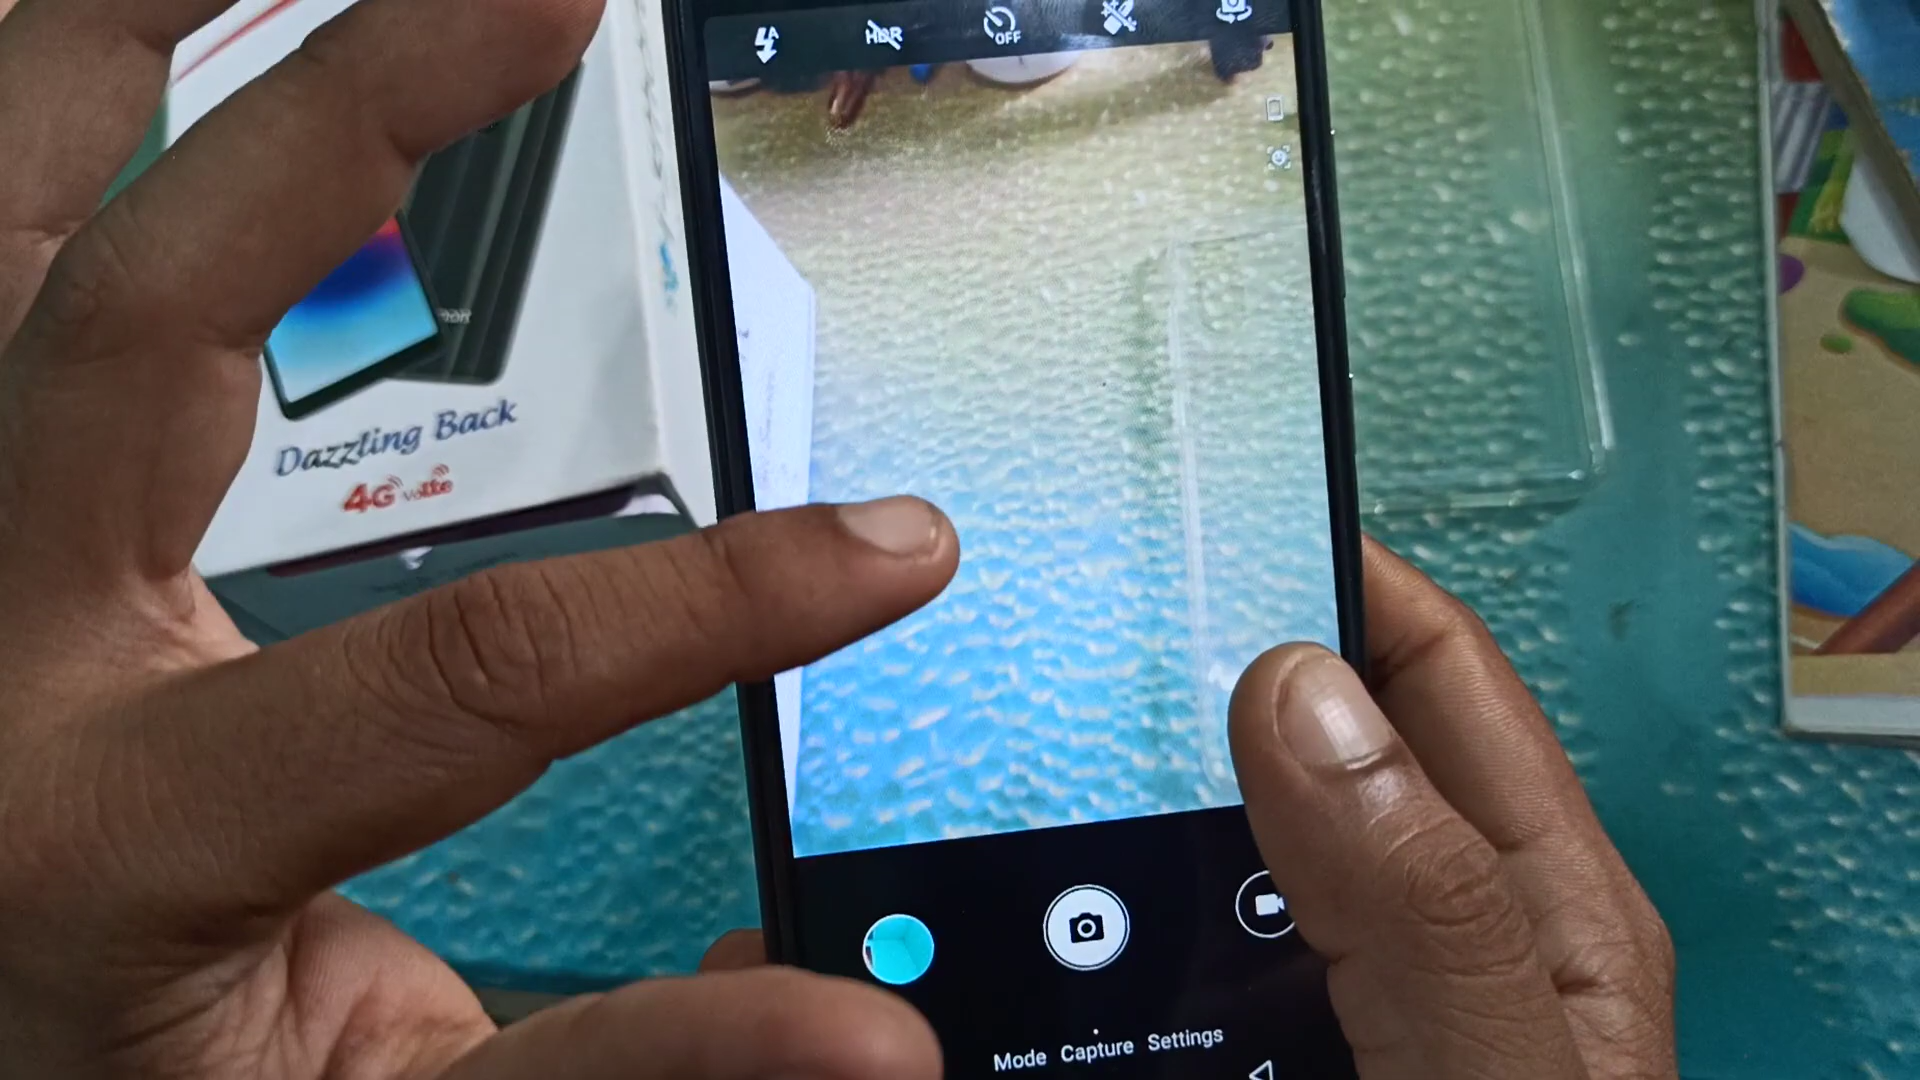 A
HDR
OFF
Dazzling Back
4G VoLTE
Mode Capture Settings